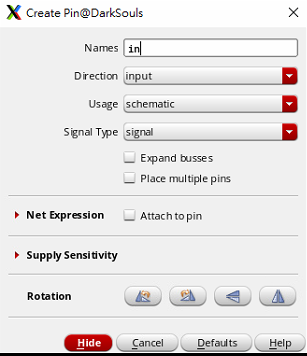 Create Pin@DarkSouls
Names in
Direction input
Usage schematic
Signal Type signal
Expand busses
Place multiple pins
Net Expression Attach to pin
Supply Sensitivity
Rotation
Hide Cancel Defaults Help